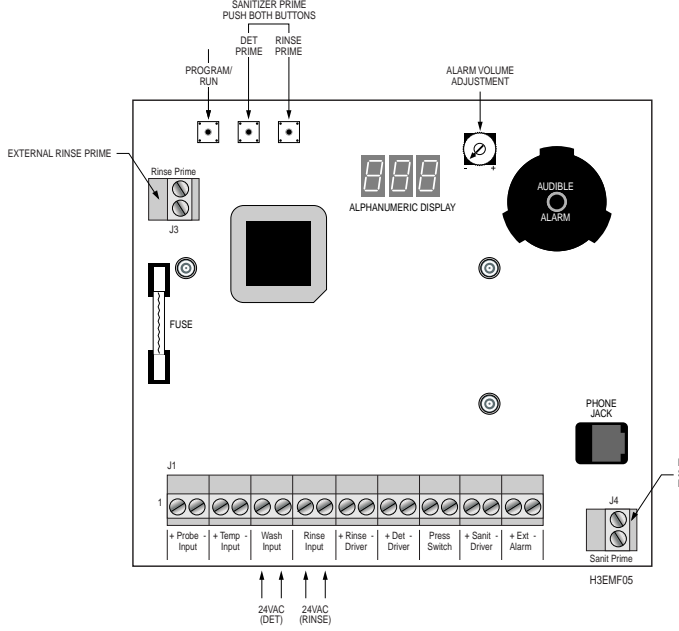 SANITIZER PRIME
PUSH BOTH BUTTONS
DET
PRIME
RINSE
PRIME
PROGRAM/
RUN
ALARM VOLUME
ADJUSTMENT
EXTERNAL RINSE PRIME
Rinse Prime
J3
- +
ALPHANUMERIC DISPLAY
AUDIBLE
ALARM
FUSE
PHONE
JACK
J1
1
+ Probe -
Input
+ Temp -
Input
Wash
Input
Rinse
Input
+ Rinse -
Driver
+ Det -
Driver
Press
Switch
+ Sanit -
Driver
+ Ext -
Alarm
J4
Sanit Prime
H3EMF05
24VAC
(DET)
24VAC
(RINSE)